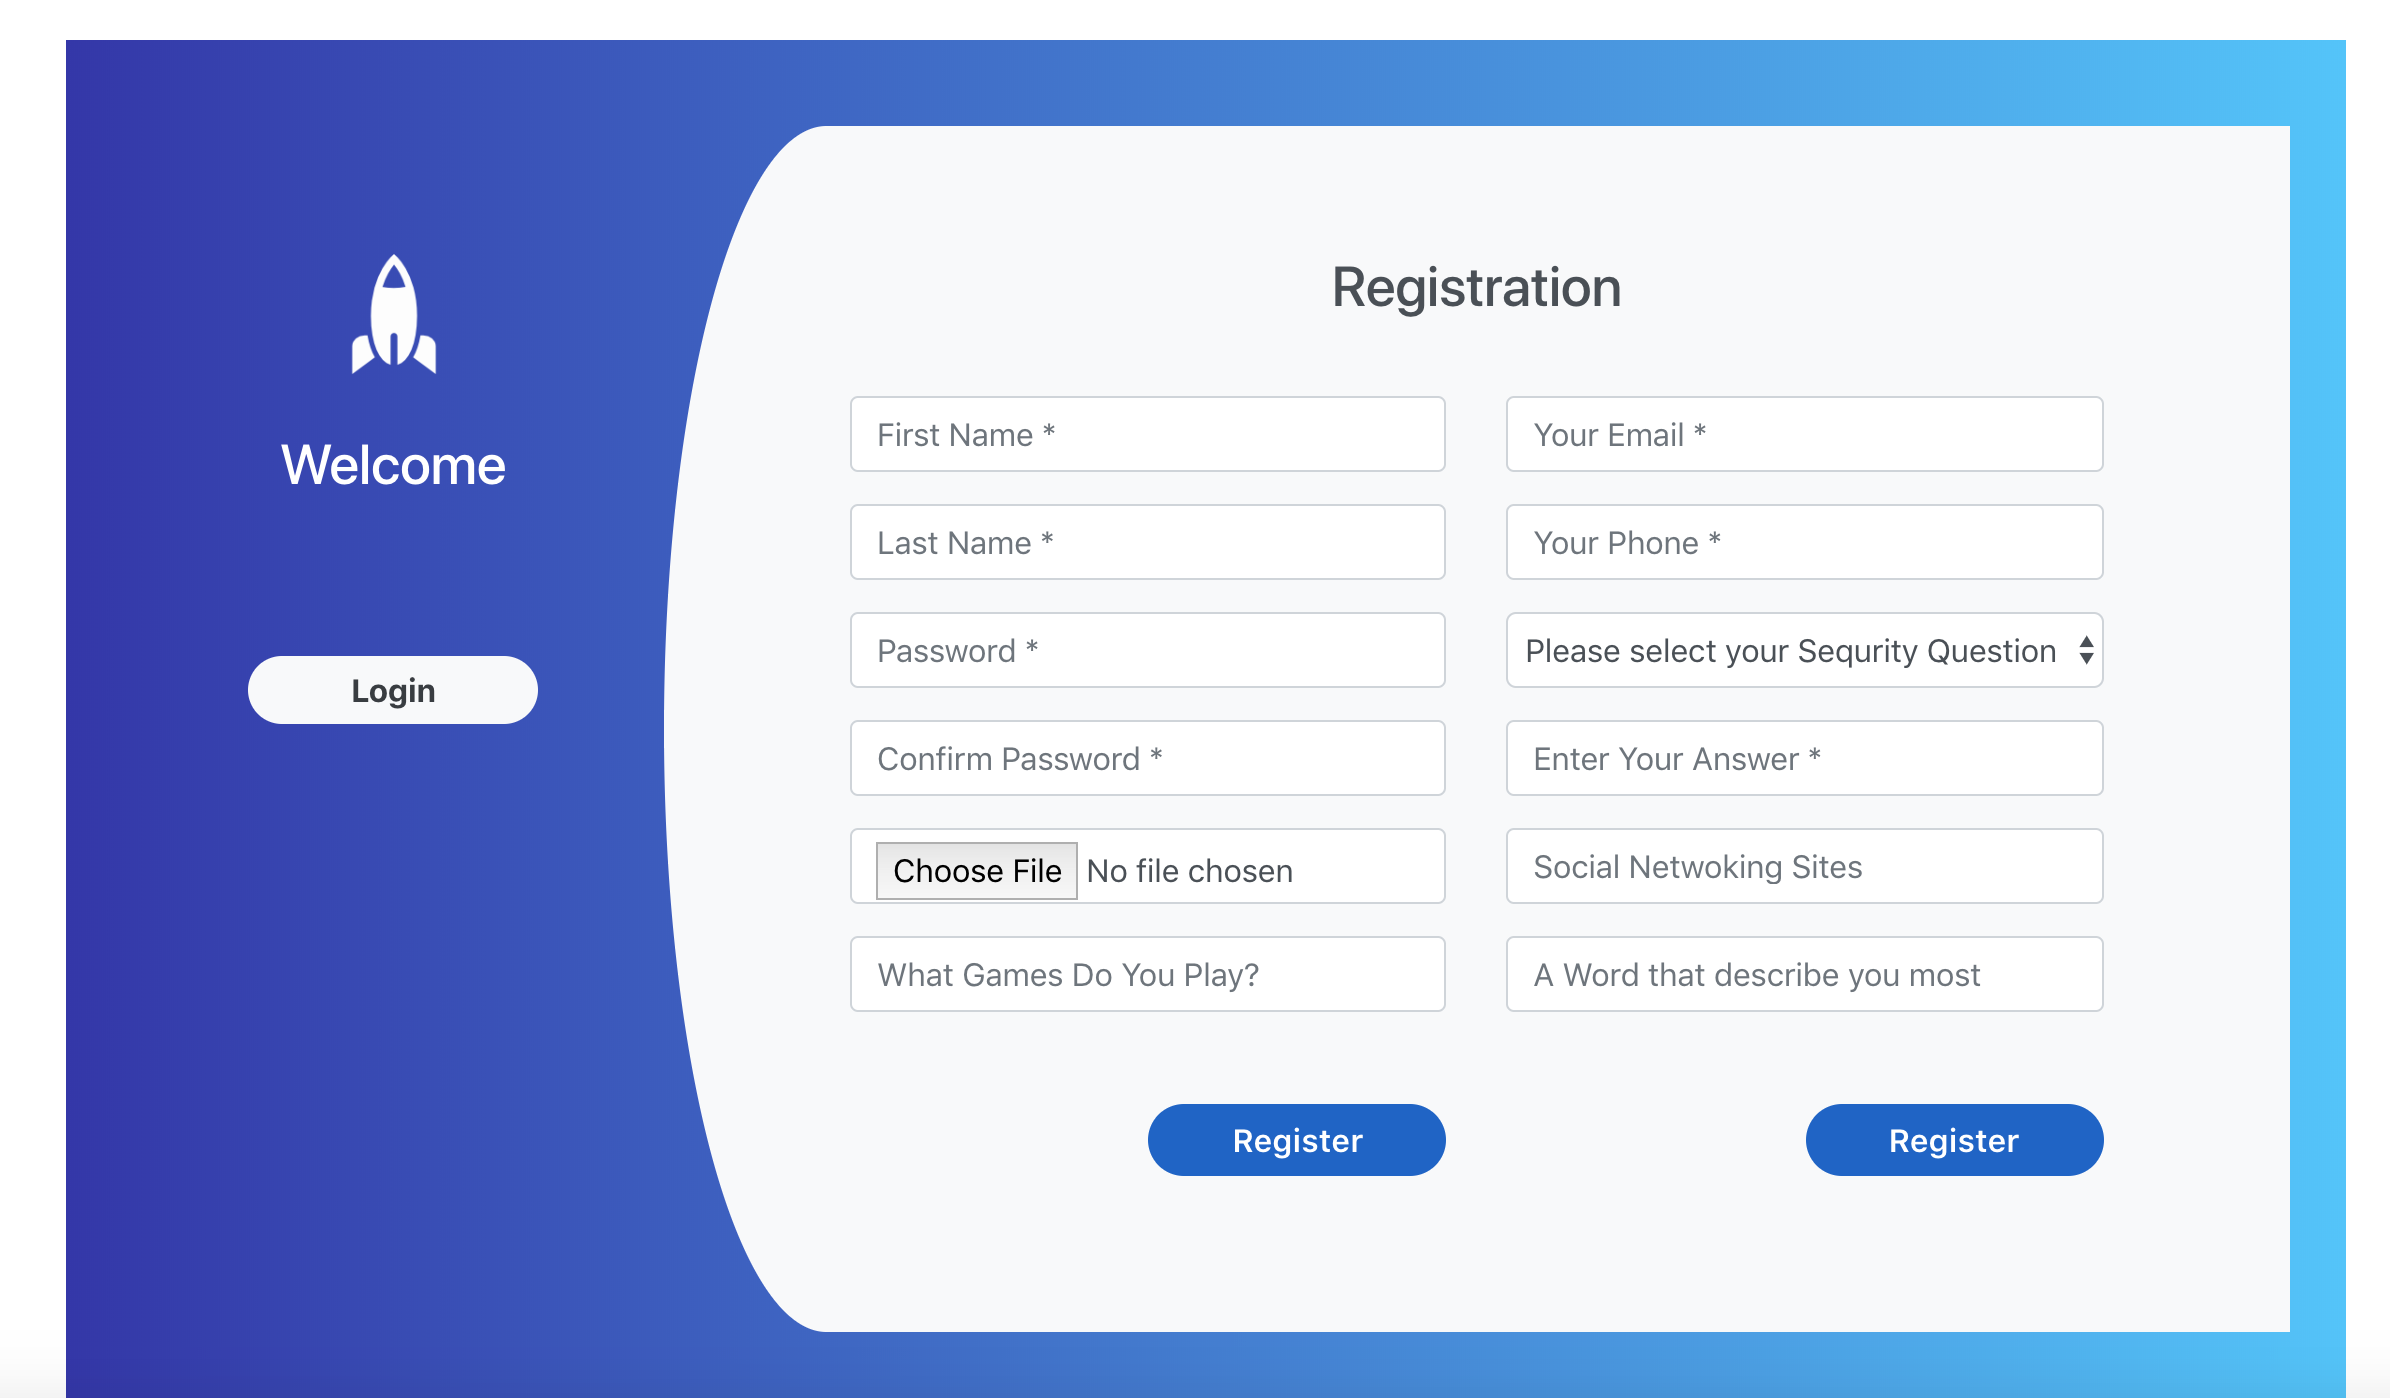 Welcome
Login
Registration
First Name *
Your Email *
Last Name *
Your Phone *
Password *
Please select your Sequrity Question
Confirm Password *
Enter Your Answer *
Choose File No file chosen
Social Netwoking Sites
What Games Do You Play?
A Word that describe you most
Register
Register